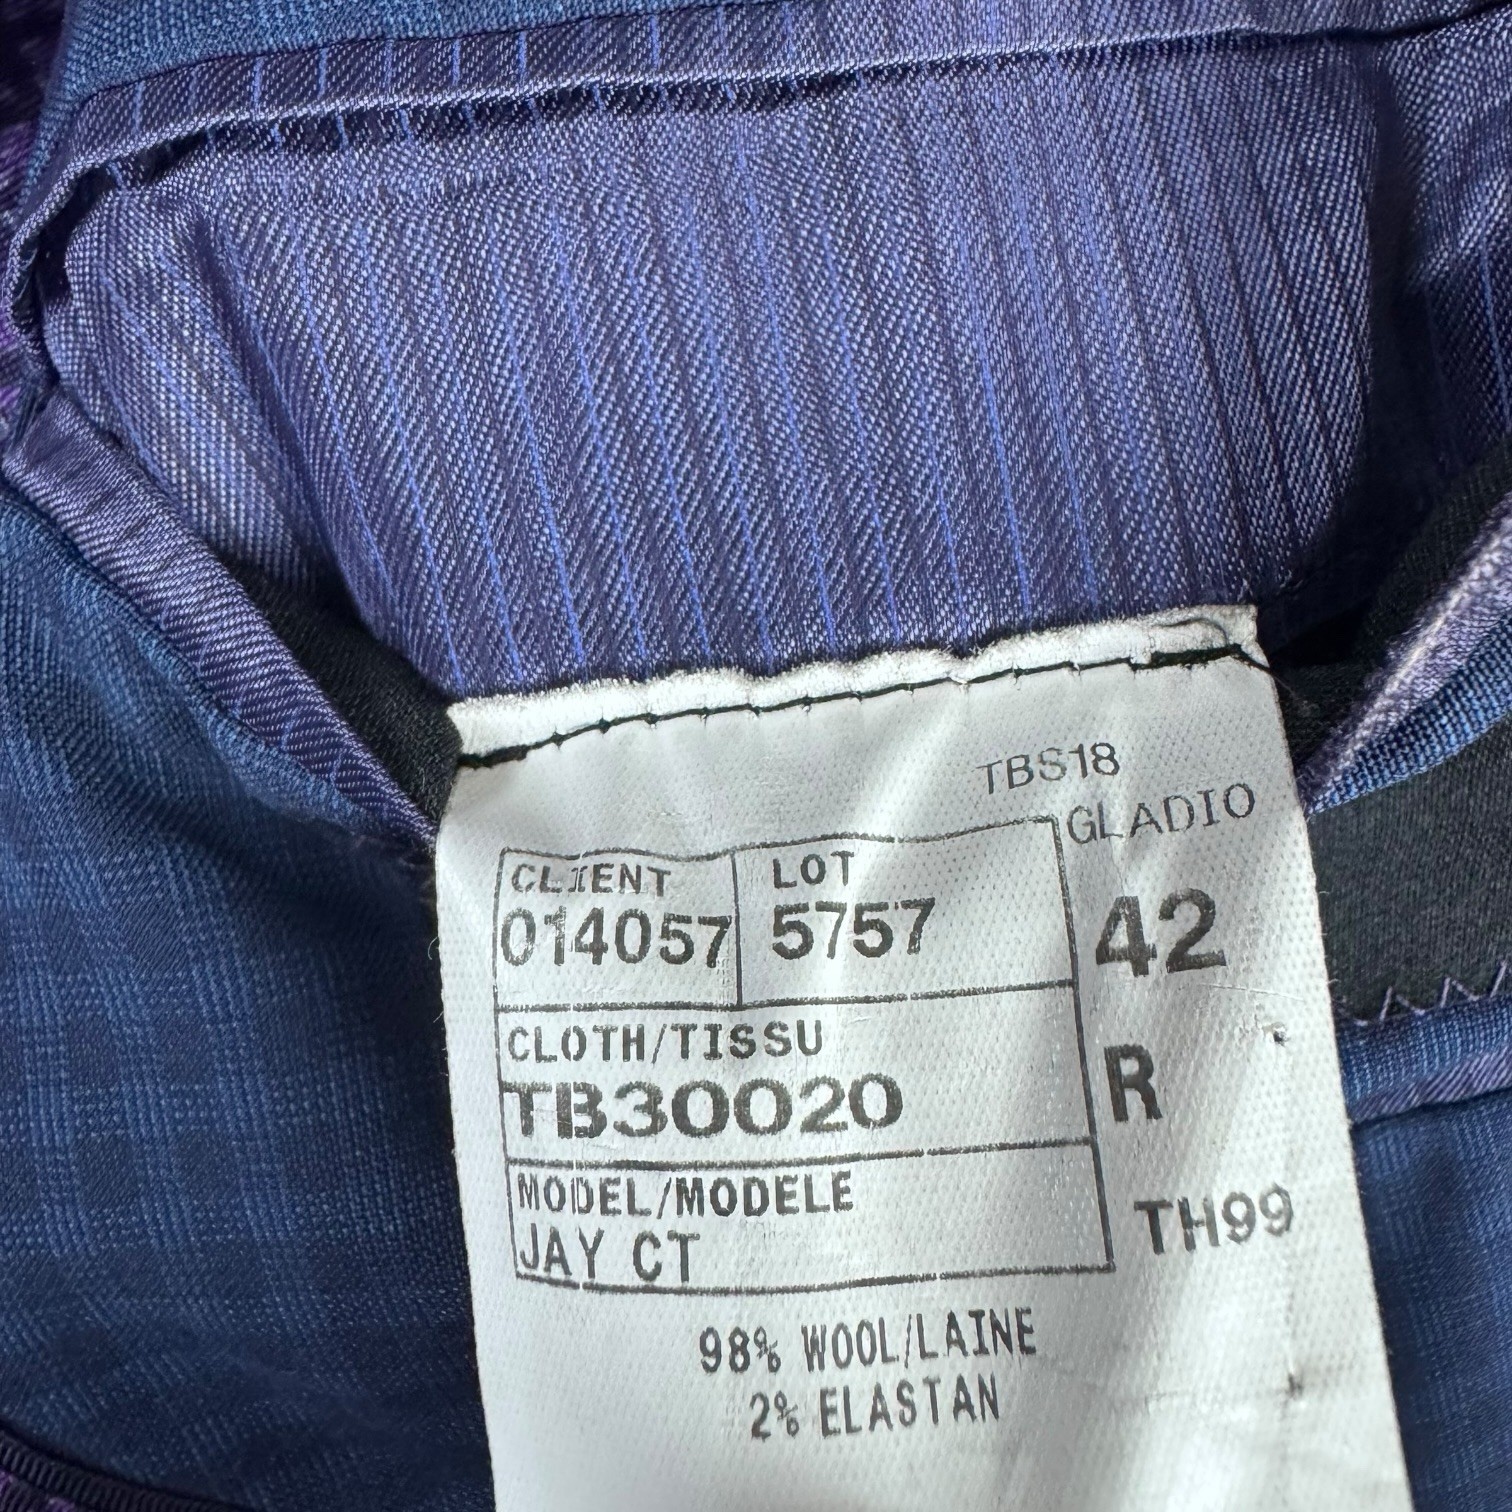 TBS18
GLADIO
CLIENT LOT
014057 5757 42
CLOTH/TISSU
TB30020 R
MODEL/MODELE
JAY CT TH99
98% WOOL/LAINE
2% ELASTAN